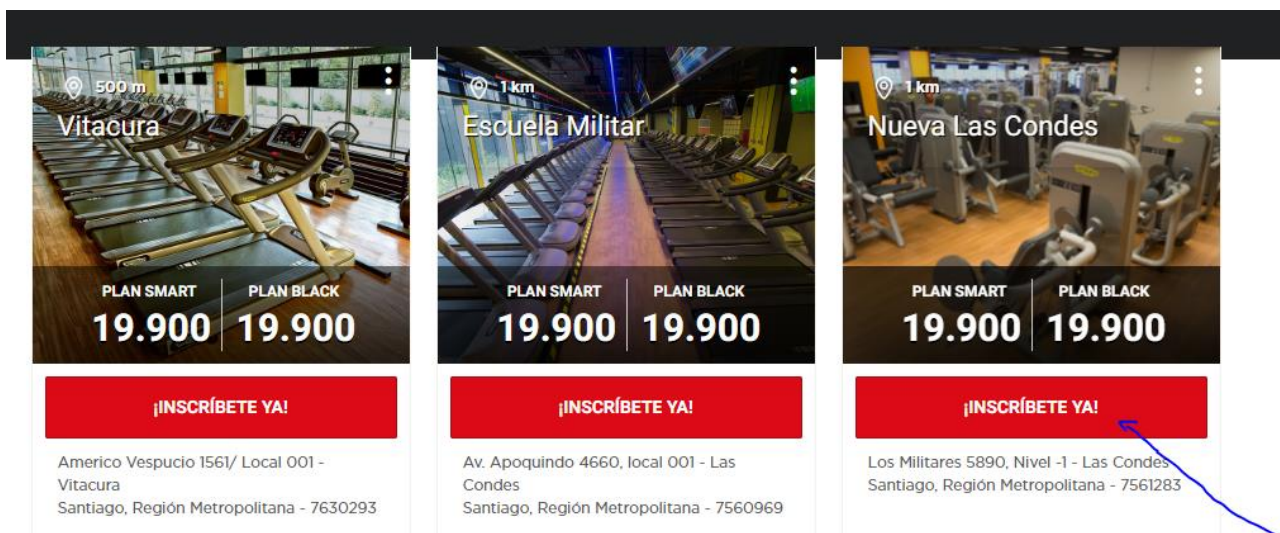 500 m
Vitacura
PLAN SMART
PLAN BLACK
19.900
19.900
¡INSCRÍBETE YA!
Americo Vespucio 1561/ Local 001 -
Vitacura
Santiago, Región Metropolitana - 7630293
1 km
Escuela Militar
PLAN SMART
PLAN BLACK
19.900
19.900
¡INSCRÍBETE YA!
Av. Apoquindo 4660, local 001 - Las
Condes
Santiago, Región Metropolitana - 7560969
1 km
Nueva Las Condes
PLAN SMART
PLAN BLACK
19.900
19.900
¡INSCRÍBETE YA!
Los Militares 5890, Nivel -1 - Las Condes
Santiago, Región Metropolitana - 7561283